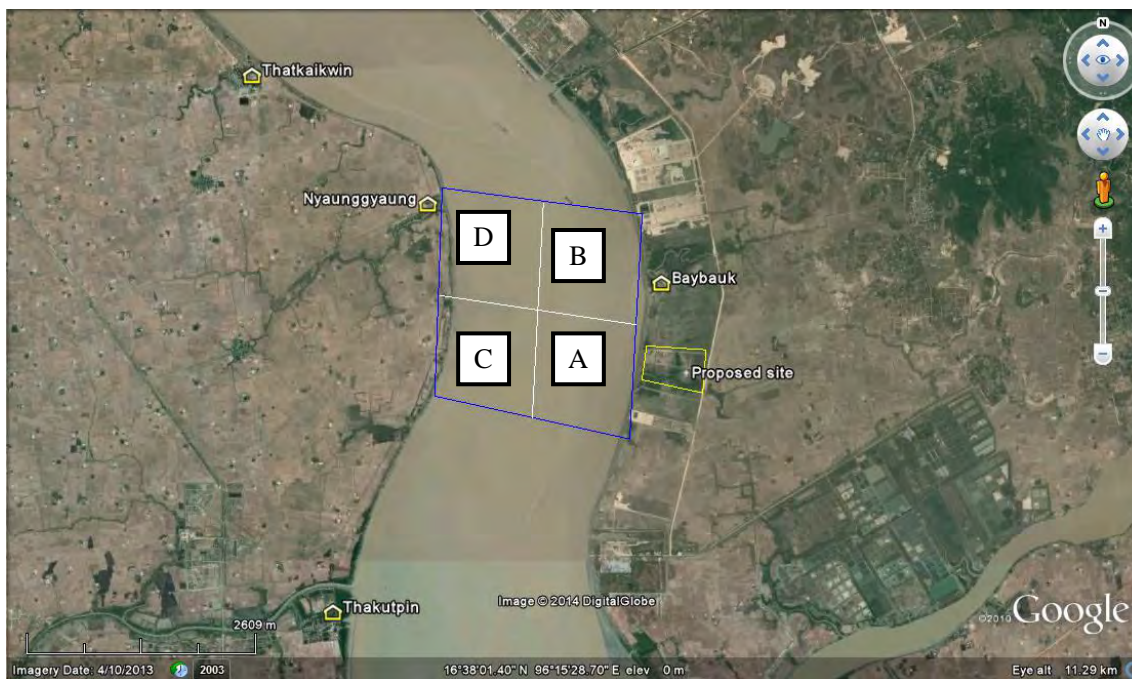 N
Thatkaikwin
Nyaunggyaung
D
B
Baybauk
C
A
Proposed site
Thakutpin
Image © 2014 DigitalGlobe
©2010 Google
2609 m
Imagery Date: 4/10/2013 2003 16°38'01.40" N 96°15'28.70" E elev 0 m Eye alt 11.29 km